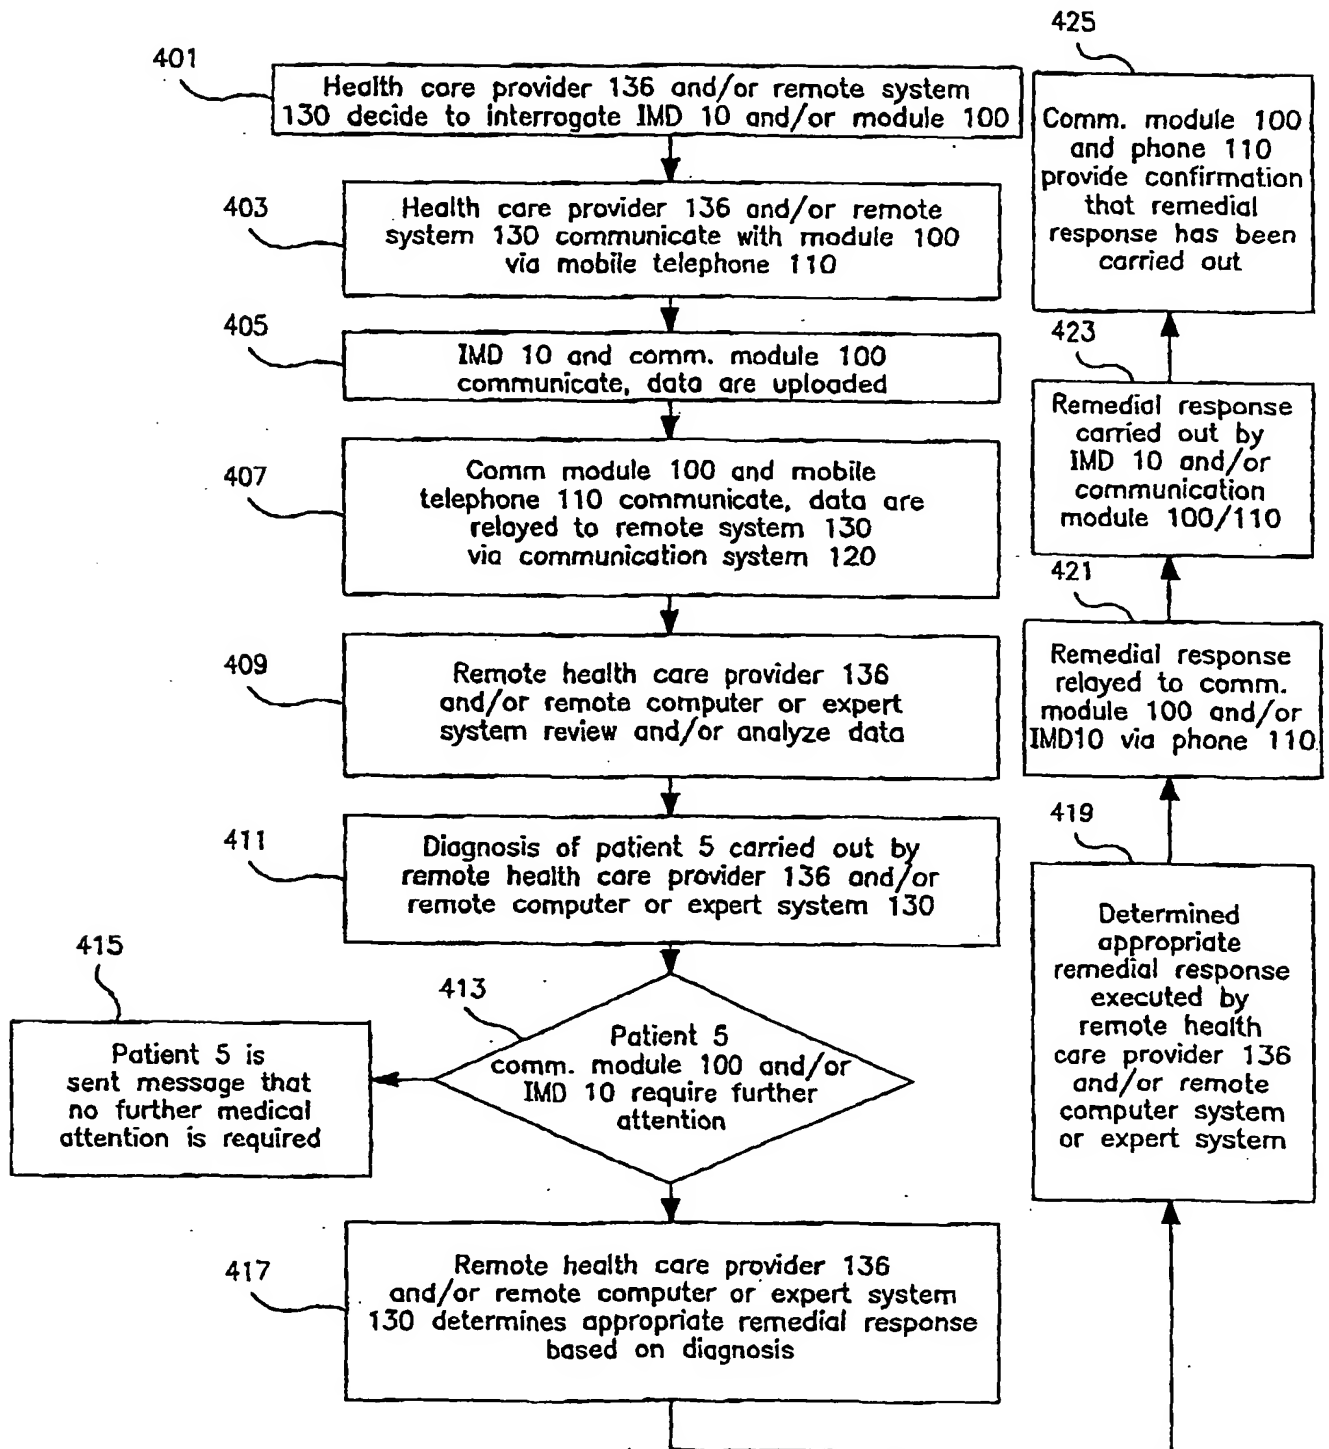 401
Health care provider 136 and/or remote system
130 decide to interrogate IMD 10 and/or module 100
403
Health care provider 136 and/or remote
system 130 communicate with module 100
via mobile telephone 110
405
IMD 10 and comm. module 100
communicate, data are uploaded
407
Comm module 100 and mobile
telephone 110 communicate, data are
relayed to remote system 130
via communication system 120
409
Remote health care provider 136
and/or remote computer or expert
system review and/or analyze data
411
Diagnosis of patient 5 carried out by
remote health care provider 136 and/or
remote computer or expert system 130
413
Patient 5
comm. module 100 and/or
IMD 10 require further
attention
415
Patient 5 is
sent message that
no further medical
attention is required
417
Remote health care provider 136
and/or remote computer or expert system
130 determines appropriate remedial response
based on diagnosis
419
Determined
appropriate
remedial response
executed by
remote health
care provider 136
and/or remote
computer system
or expert system
421
Remedial response
relayed to comm.
module 100 and/or
IMD10 via phone 110
423
Remedial response
carried out by
IMD 10 and/or
communication
module 100/110
425
Comm. module 100
and phone 110
provide confirmation
that remedial
response has been
carried out